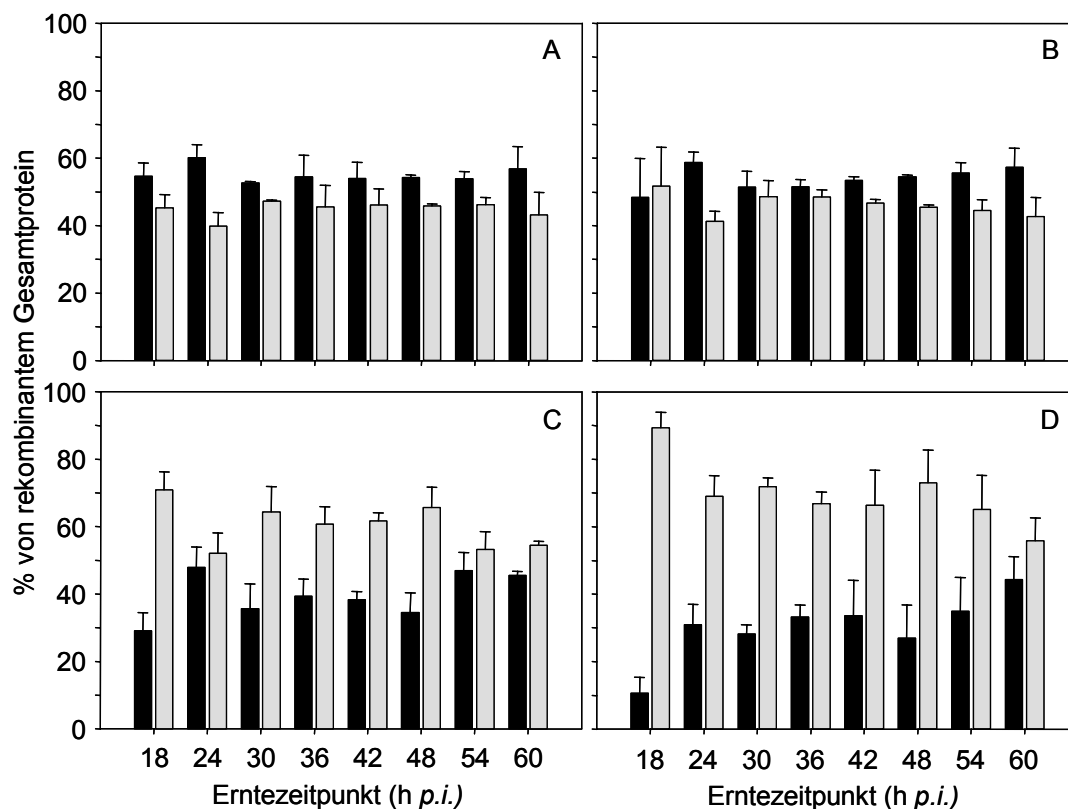 % von rekombinantem Gesamtprotein
100
80
60
40
20
0
A
B
100
80
60
40
20
0
C
D
18 24 30 36 42 48 54 60
18 24 30 36 42 48 54 60
Erntezeitpunkt (h p.i.)
Erntezeitpunkt (h p.i.)